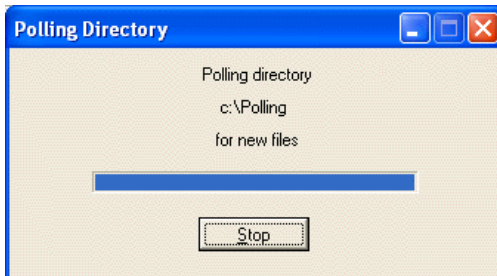 Polling Directory
Polling directory
c:\Polling
for new files
Stop